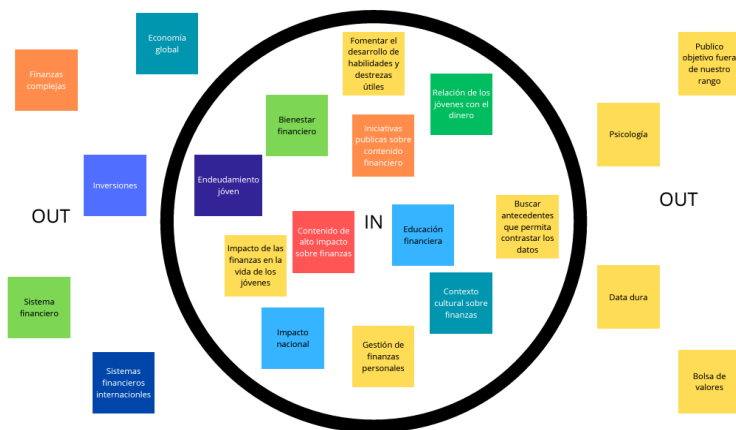 Economía
global
Finanzas
complejas
Inversiones
OUT
Sistema
financiero
Sistemas
financieros
internacionles
Fomentar el
desarrollo de
habilidades y
destrezas
útiles
Relación de los
jóvenes con el
dinero
Bienestar
financiero
Iniciativas
publicas sobre
contenido
financiero
Endeudamiento
jóven
Contenido de
alto impacto
sobre finanzas
IN
Educación
financiera
Buscar
antecedentes
que permita
contrastar los
datos
Impacto de las
finanzas en la
vida de los
jóvenes
Contexto
cultural sobre
finanzas
Impacto
nacional
Gestión de
finanzas
personales
Publico
objetivo fuera
de nuestro
rango
Psicología
OUT
Data dura
Bolsa de
valores